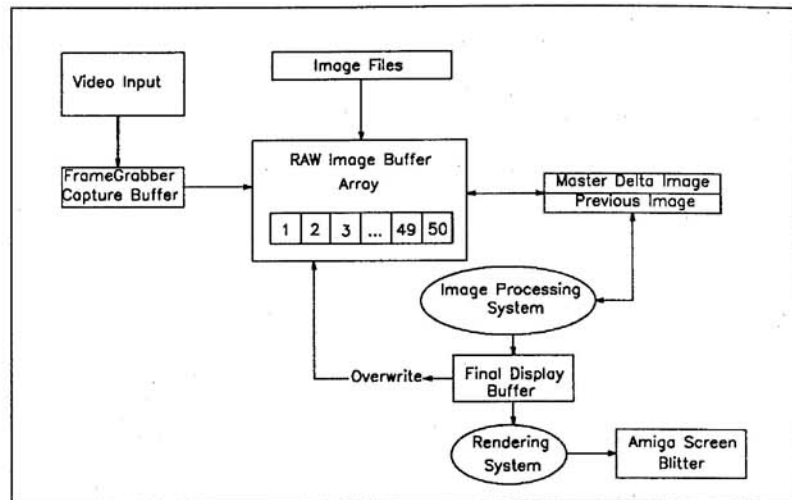 Video Input
Image Files
FrameGrabber
Capture Buffer
RAW Image Buffer
Array
1 2 3 ... 49 50
Master Delta Image
Previous Image
Image Processing
System
Overwrite
Final Display
Buffer
Rendering
System
Amiga Screen
Blitter